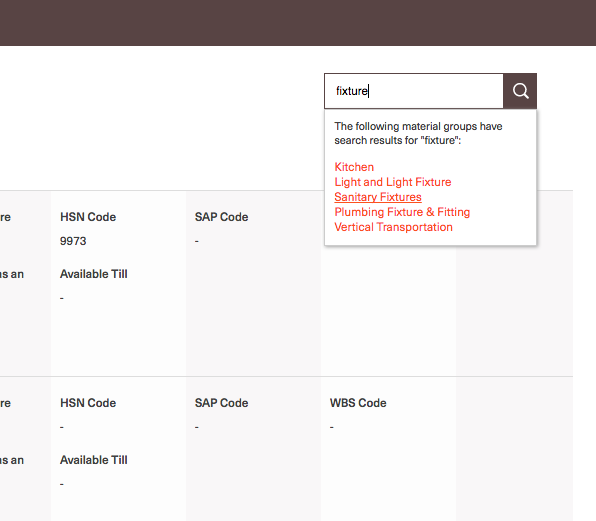 fixture
The following material groups have
search results for "fixture":
Kitchen
Light and Light Fixture
Sanitary Fixtures
Plumbing Fixture & Fitting
Vertical Transportation
re HSN Code SAP Code
9973 -
as an Available Till
-
re HSN Code SAP Code WBS Code
- - -
as an Available Till
-